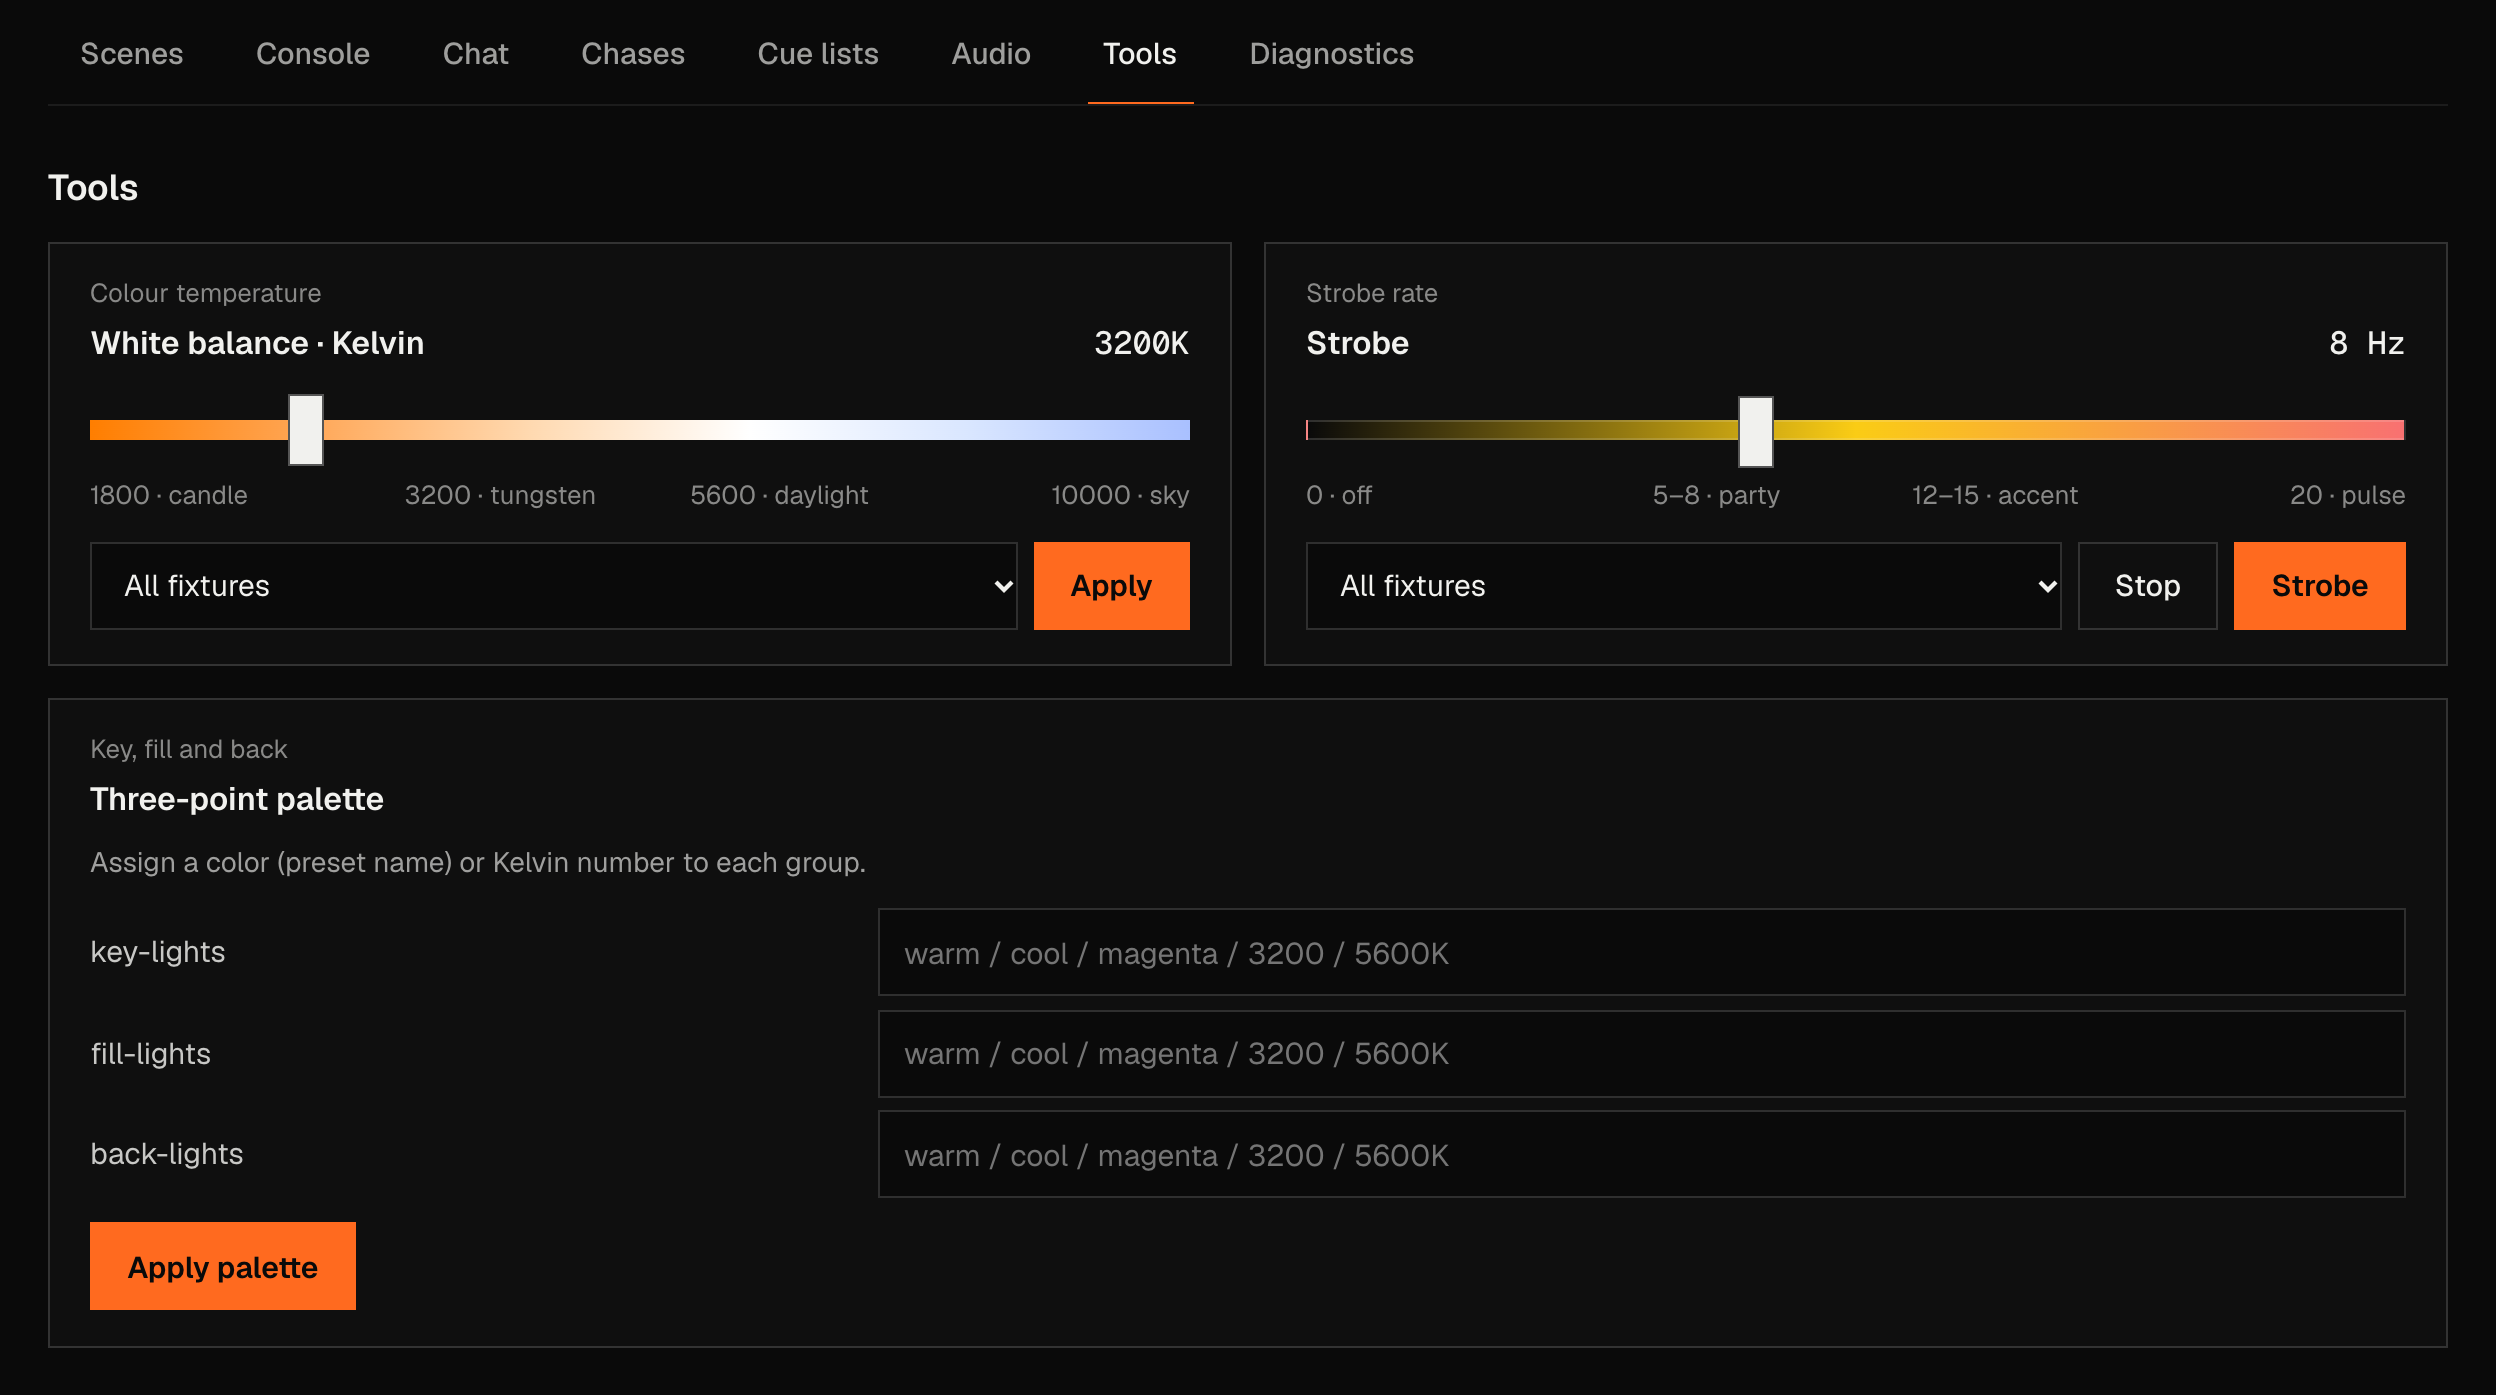 Scenes Console Chat Chases Cue lists Audio Tools Diagnostics
Tools
Colour temperature
White balance · Kelvin 3200K
1800 · candle 3200 · tungsten 5600 · daylight 10000 · sky
All fixtures Apply
Strobe rate
Strobe 8 Hz
0 · off 5–8 · party 12–15 · accent 20 · pulse
All fixtures Stop Strobe
Key, fill and back
Three-point palette
Assign a color (preset name) or Kelvin number to each group.
key-lights warm / cool / magenta / 3200 / 5600K
fill-lights warm / cool / magenta / 3200 / 5600K
back-lights warm / cool / magenta / 3200 / 5600K
Apply palette